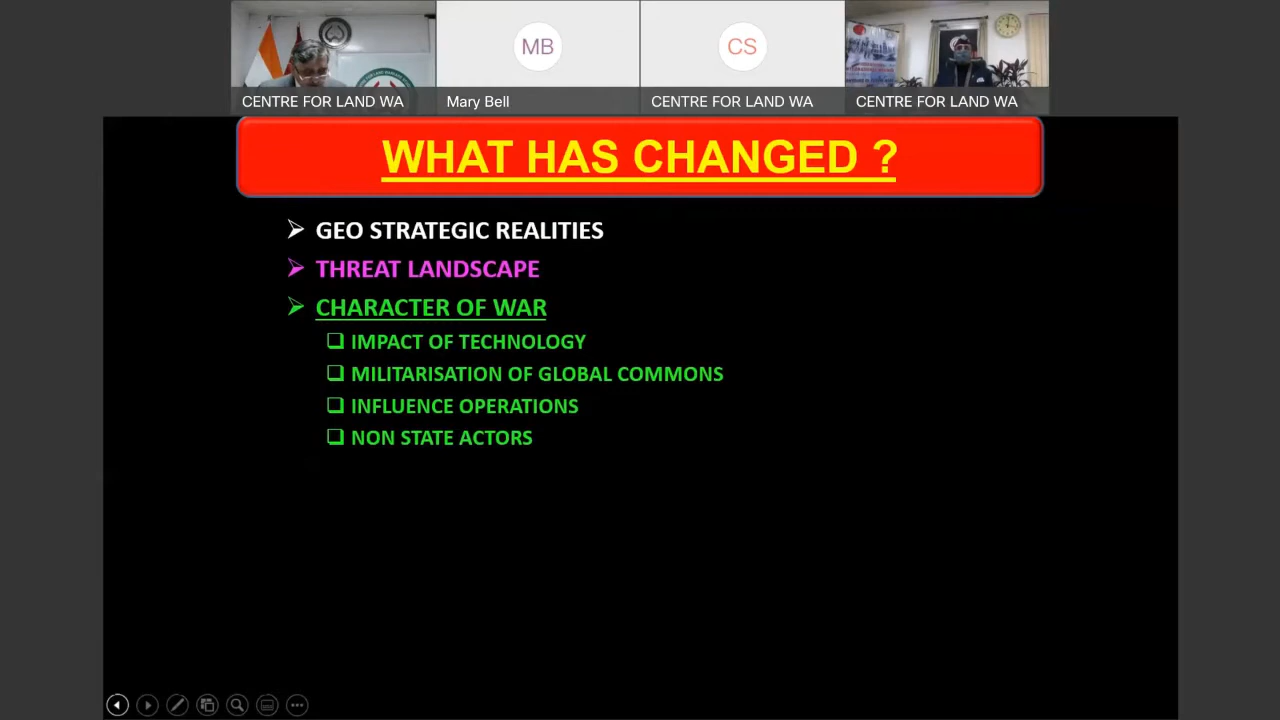 MB
CS
CENTRE FOR LAND WA
Mary Bell
CENTRE FOR LAND WA
CENTRE FOR LAND WA
WHAT HAS CHANGED ?
GEO STRATEGIC REALITIES
THREAT LANDSCAPE
CHARACTER OF WAR
IMPACT OF TECHNOLOGY
MILITARISATION OF GLOBAL COMMONS
INFLUENCE OPERATIONS
NON STATE ACTORS